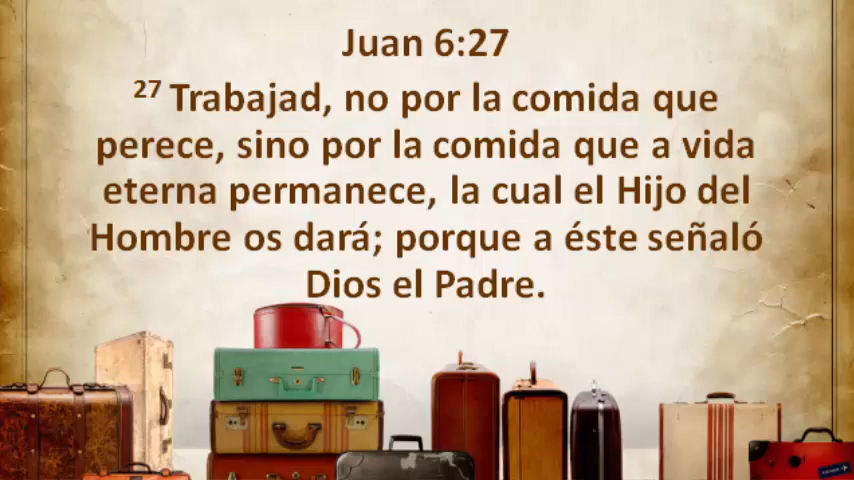 Juan 6:27
27 Trabajad, no por la comida que
perece, sino por la comida que a vida
eterna permanece, la cual el Hijo del
Hombre os dará; porque a éste señaló
Dios el Padre.